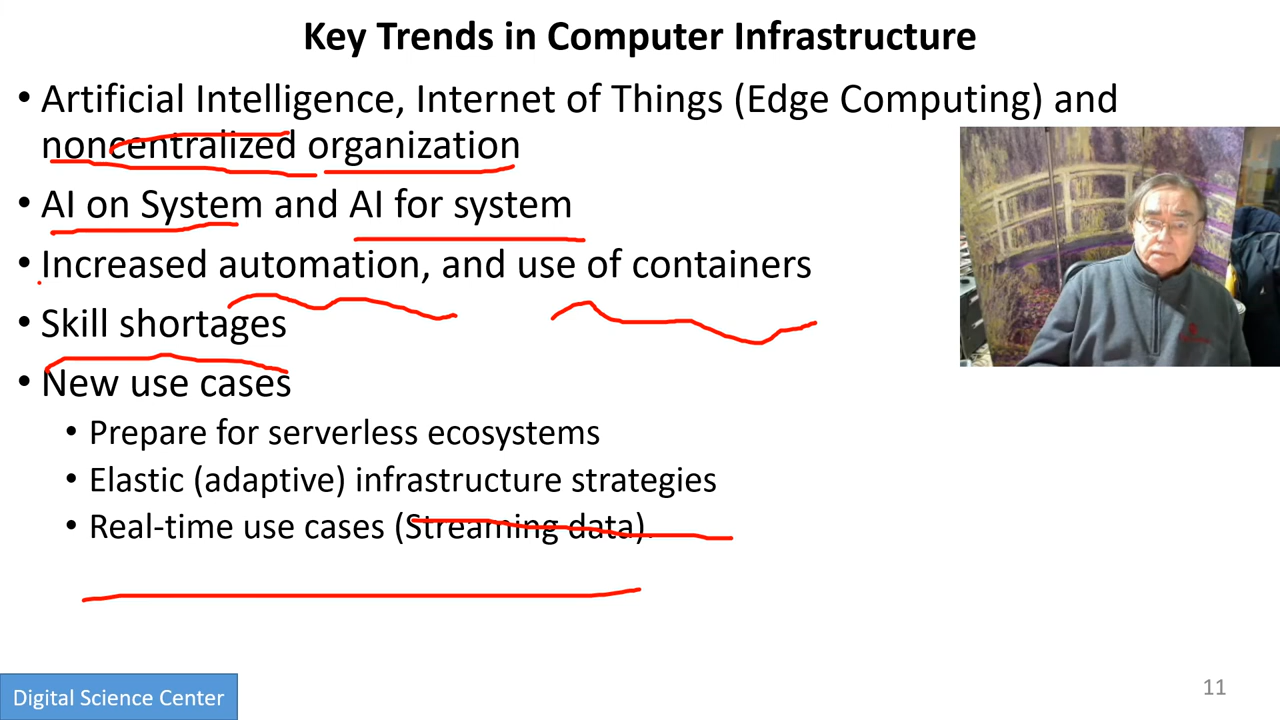 Key Trends in Computer Infrastructure
• Artificial Intelligence, Internet of Things (Edge Computing) and
noncentralized organization
• AI on System and AI for system
• Increased automation, and use of containers
• Skill shortages
• New use cases
• Prepare for serverless ecosystems
• Elastic (adaptive) infrastructure strategies
• Real-time use cases (Streaming data).
Digital Science Center
11